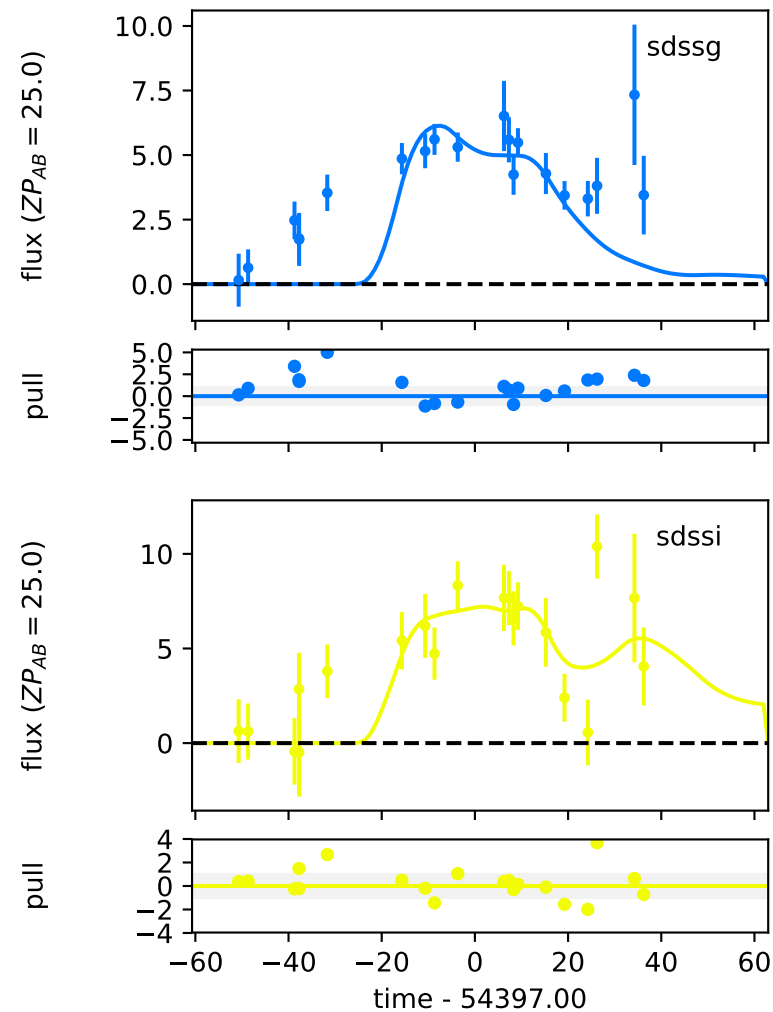 10.0
7.5
5.0
2.5
0.0
flux (ZP_AB = 25.0)
sdssg
5.0
2.5
0.0
−2.5
−5.0
pull
10
5
0
flux (ZP_AB = 25.0)
sdssi
4
2
0
−2
−4
pull
−60 −40 −20 0 20 40 60
time - 54397.00